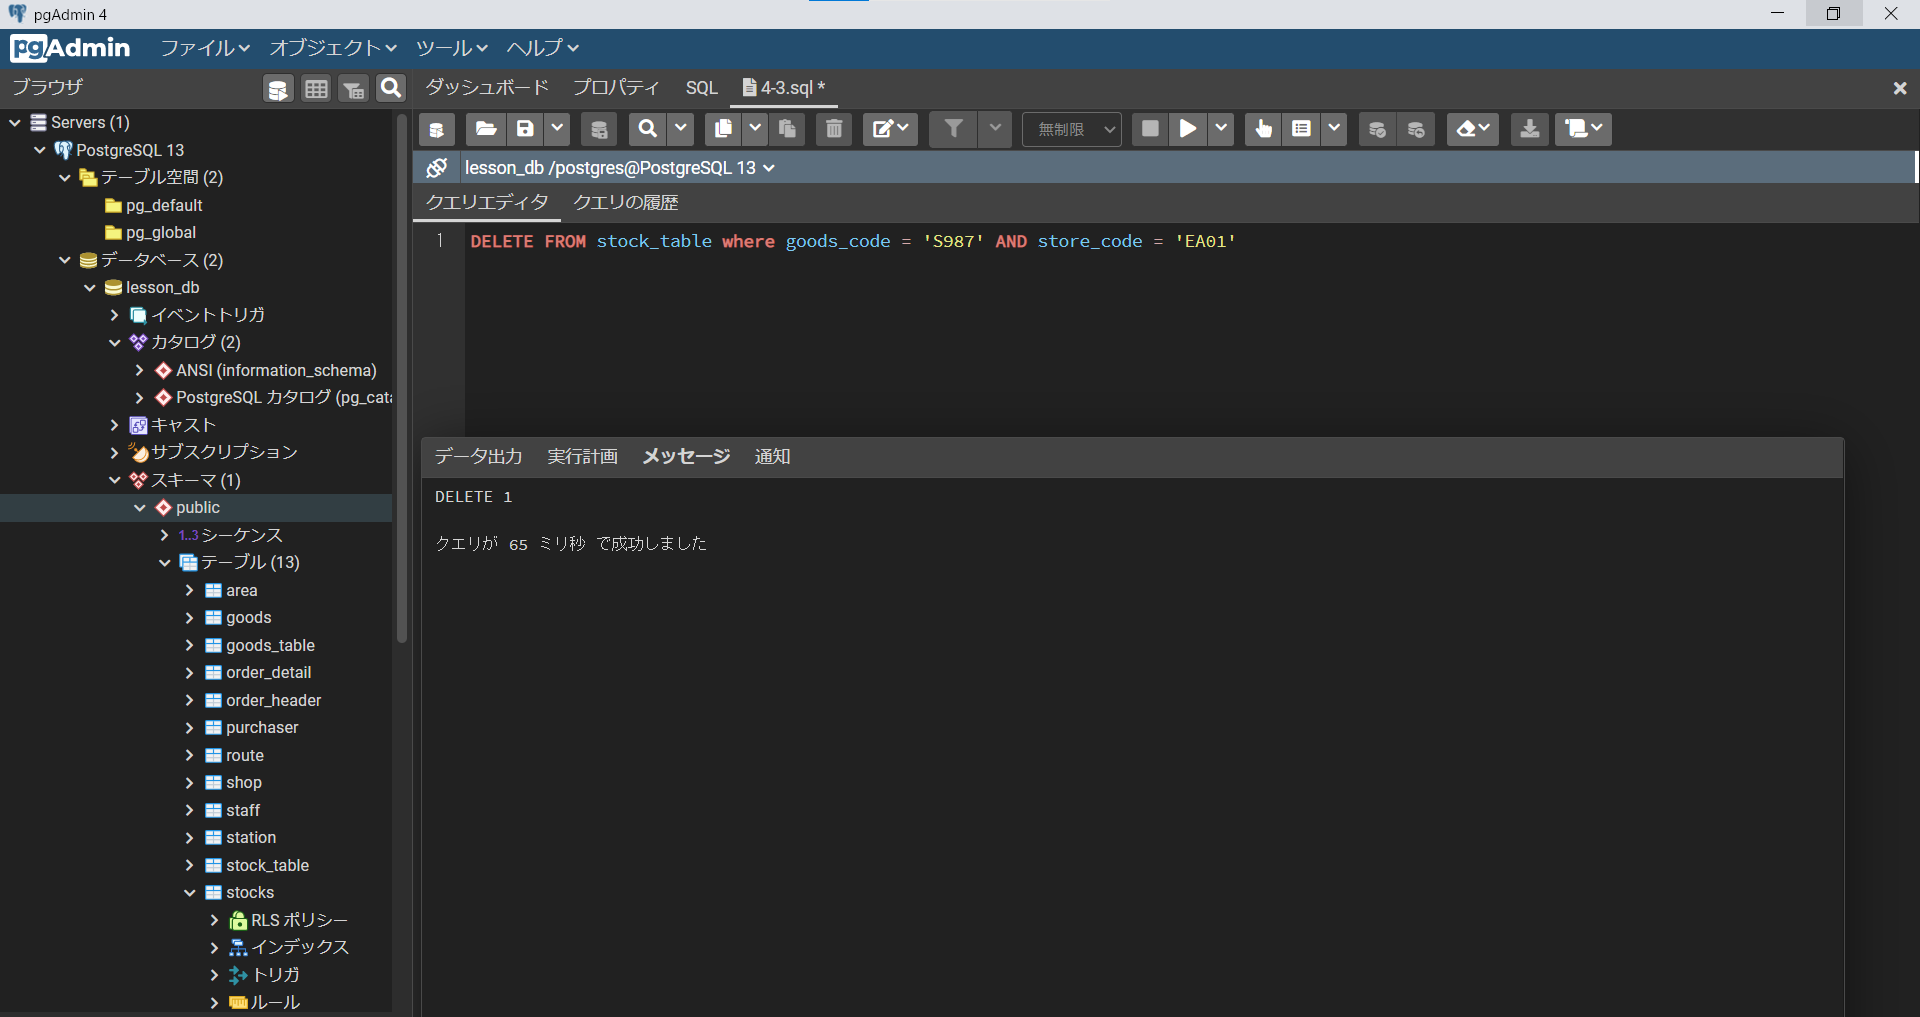 pgAdmin 4
pgAdmin ファイル オブジェクト ツール ヘルプ
ブラウザ
ダッシュボード プロパティ SQL 4-3.sql *
無制限
lesson_db /postgres@PostgreSQL 13
クエリエディタ クエリの履歴
1 DELETE FROM stock_table where goods_code = 'S987' AND store_code = 'EA01'
データ出力 実行計画 メッセージ 通知
DELETE 1
クエリが 65 ミリ秒 で成功しました
Servers (1)
PostgreSQL 13
テーブル空間 (2)
pg_default
pg_global
データベース (2)
lesson_db
イベントトリガ
カタログ (2)
ANSI (information_schema)
PostgreSQL カタログ (pg_cata
キャスト
サブスクリプション
スキーマ (1)
public
1..3 シーケンス
テーブル (13)
area
goods
goods_table
order_detail
order_header
purchaser
route
shop
staff
station
stock_table
stocks
RLS ポリシー
インデックス
トリガ
ルール